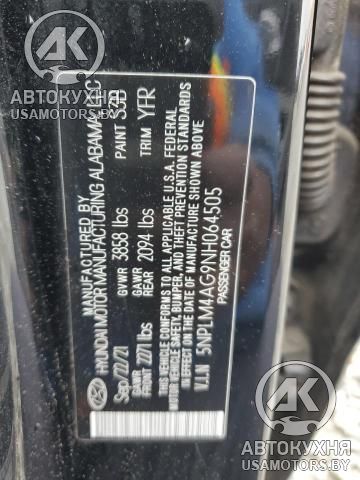 АК
АВТОКУХНЯ
USAMOTORS.BY
MANUFACTURED BY
HYUNDAI MOTOR MANUFACTURING ALABAMA, LLC
Sep/22/21 GVWR 3858 lbs PAINT
GAWR FRONT 2271 lbs GAWR REAR 2094 lbs TRIM YFR
THIS VEHICLE CONFORMS TO ALL APPLICABLE U.S.A. FEDERAL
MOTOR VEHICLE SAFETY, BUMPER, AND THEFT PREVENTION STANDARDS
IN EFFECT ON THE DATE OF MANUFACTURE SHOWN ABOVE
V.I.N 5NPLM4AG9NH064505
PASSENGER CAR
АК
АВТОКУХНЯ
USAMOTORS.BY